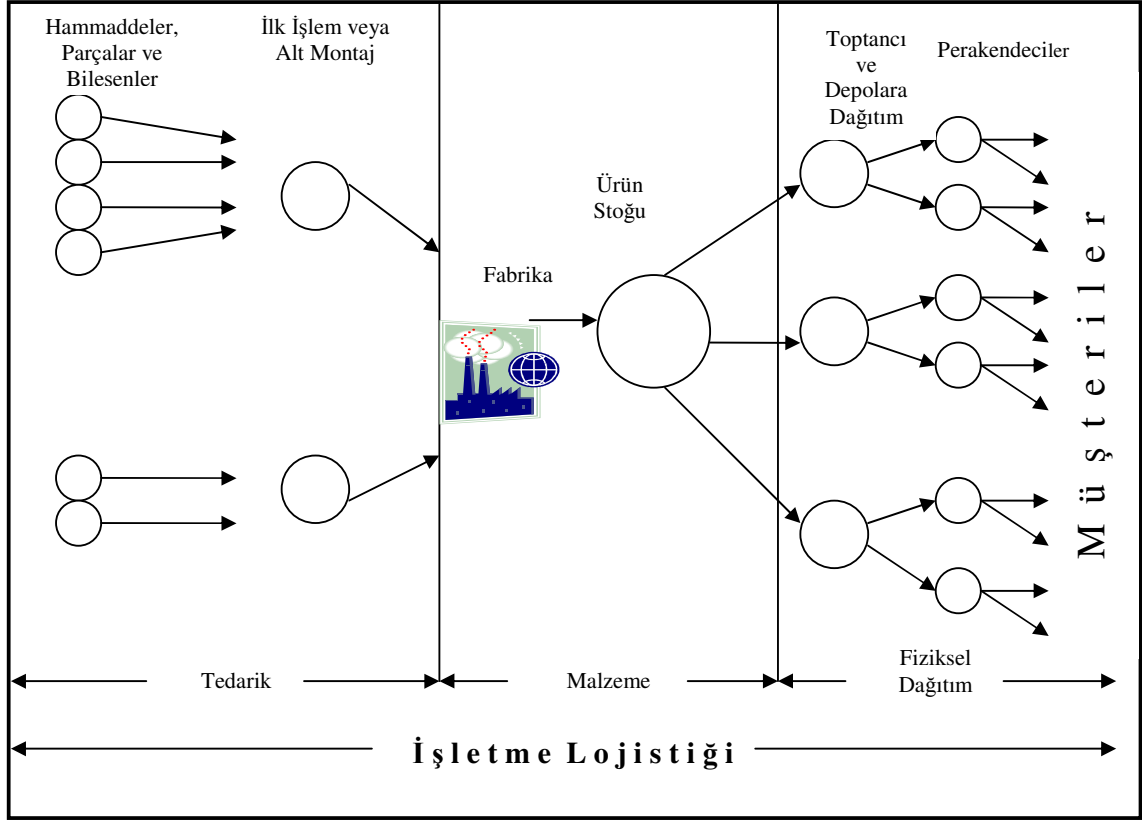 Hammaddeler,
Parçalar ve
Bilesenler
İlk İşlem veya
Alt Montaj
Toptancı
ve
Depolara
Dağıtım
Perakendeciler
Ürün
Stoğu
Fabrika
Müşteriler
Tedarik
Malzeme
Fiziksel
Dağıtım
İşletme Lojistiği